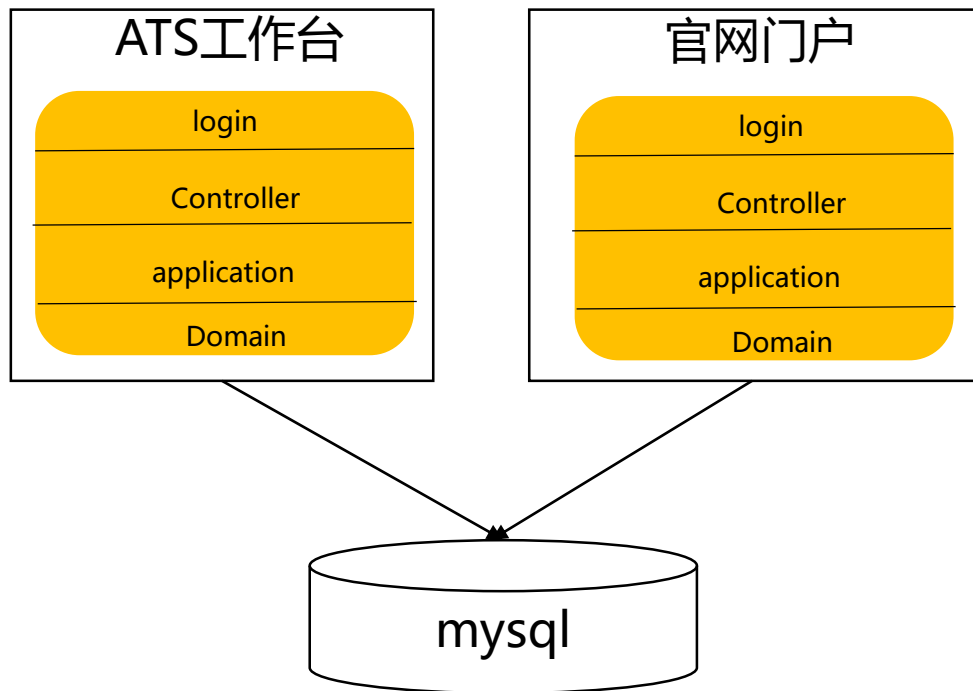 ATS工作台
login
Controller
application
Domain
官网门户
login
Controller
application
Domain
mysql